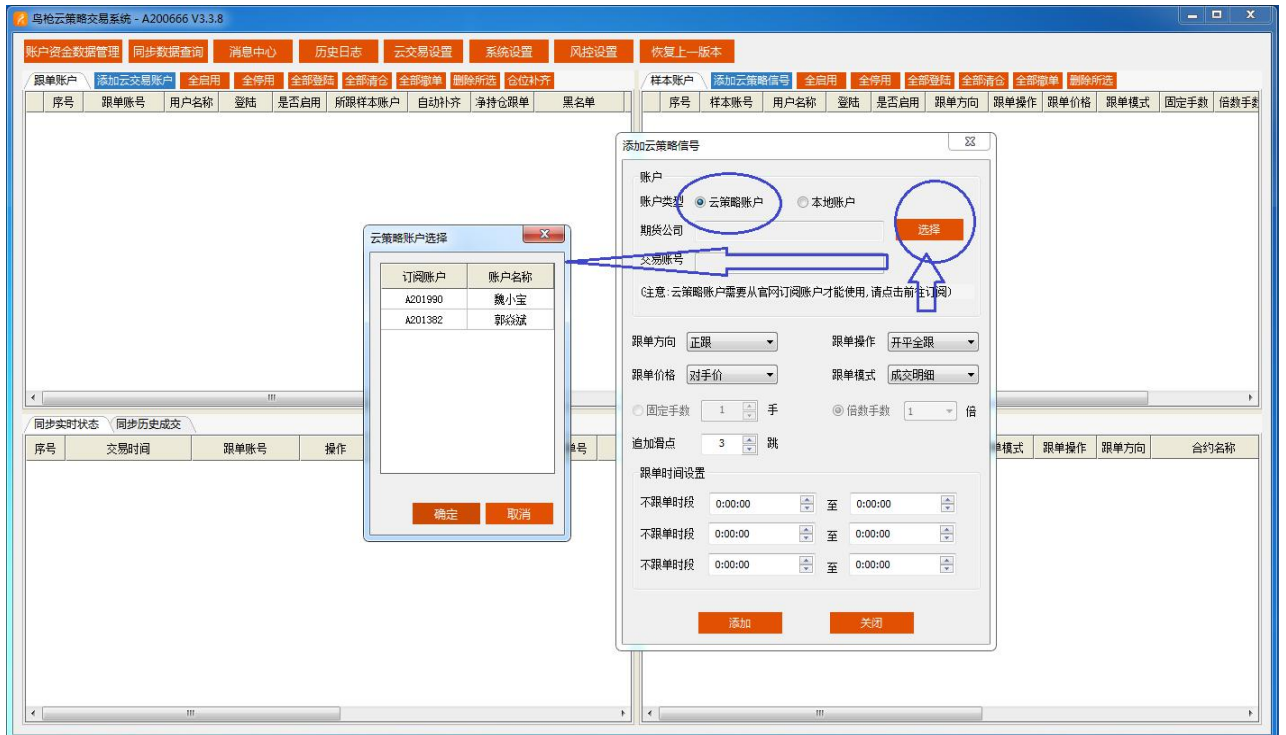 鸟枪云策略交易系统 - A200666 V3.3.8
账户资金数据管理 同步数据查询 消息中心 历史日志 云交易设置 系统设置 风控设置 恢复上一版本
跟单账户 添加云交易账户 全启用 全停用 全部登陆 全部清仓 全部撤单 删除所选 仓位补齐
序号 跟单账号 用户名称 登陆 是否启用 所跟样本账户 自动补齐 净持仓跟单 黑名单
样本账户 添加云策略信号 全启用 全停用 全部登陆 全部清仓 全部撤单 删除所选
序号 样本账号 用户名称 登陆 是否启用 跟单方向 跟单操作 跟单价格 跟单模式 固定手数 倍数手数
添加云策略信号
账户
账户类型 云策略账户 本地账户
期货公司 选择
交易账号
(注意:云策略账户需要从官网订阅账户才能使用,请点击前往订阅)
跟单方向 正跟 跟单操作 开平全跟
跟单价格 对手价 跟单模式 成交明细
固定手数 1 手 倍数手数 1 倍
追加滑点 3 跳
跟单时间设置
不跟单时段 0:00:00 至 0:00:00
不跟单时段 0:00:00 至 0:00:00
不跟单时段 0:00:00 至 0:00:00
添加 关闭
云策略账户选择
订阅账户 账户名称
A201990 魏小宝
A201382 郭焱斌
确定 取消
同步实时状态 同步历史成交
序号 交易时间 跟单账号 操作 单号 单模式 跟单操作 跟单方向 合约名称